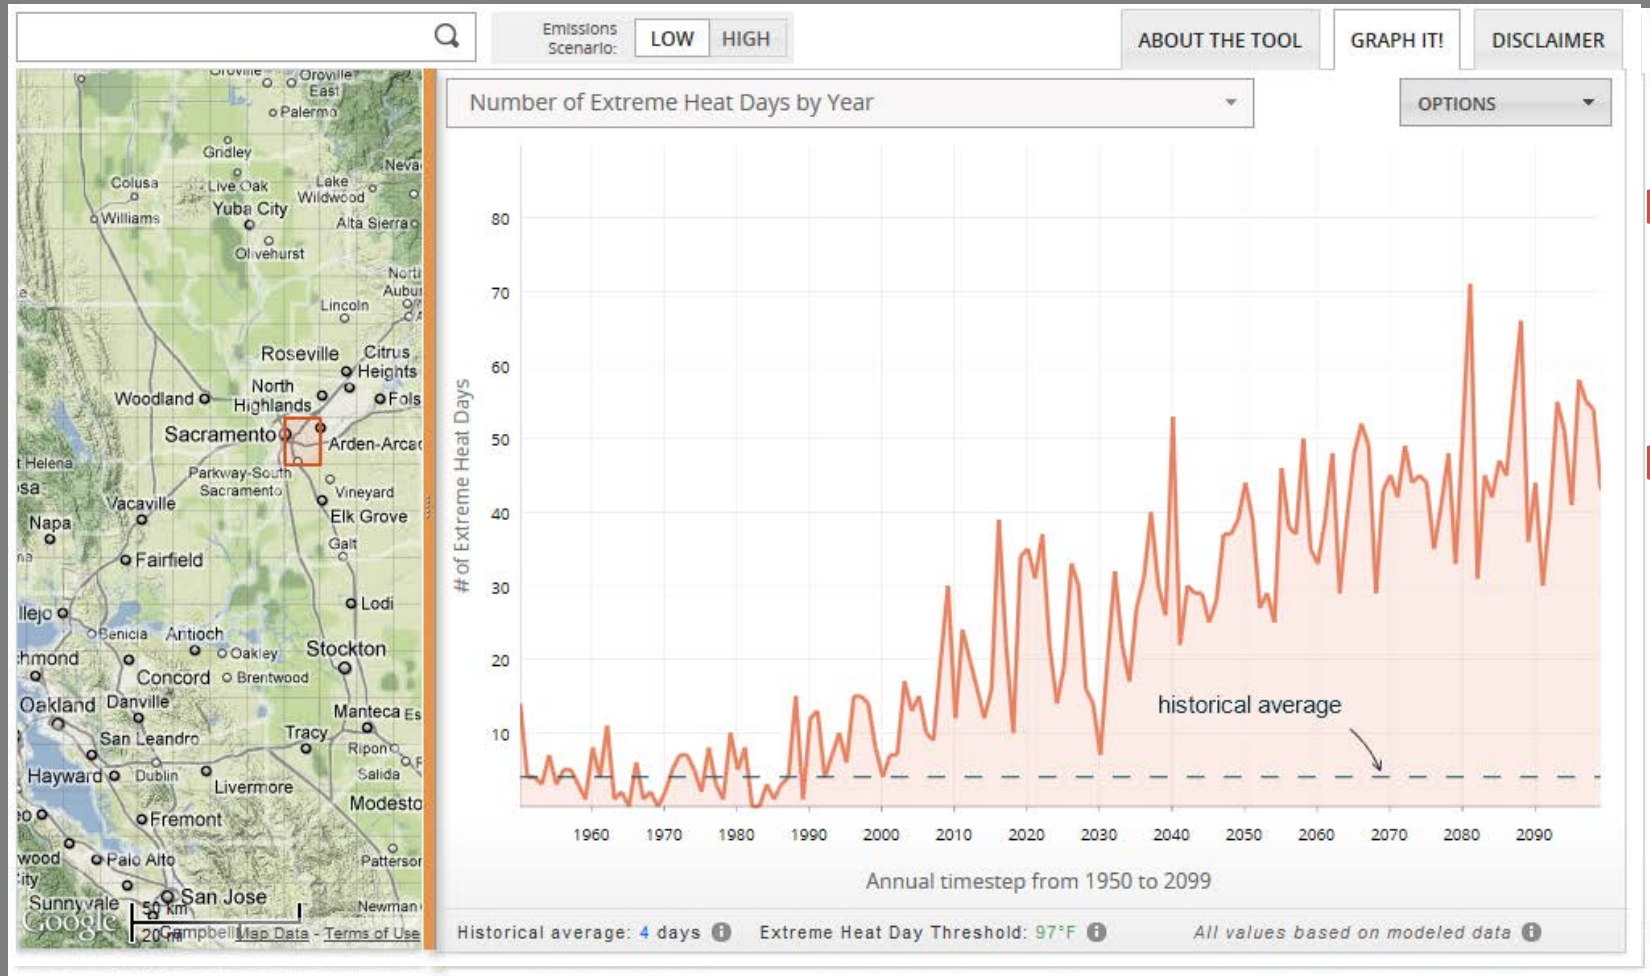 Emissions
Scenario:
LOW
HIGH
ABOUT THE TOOL
GRAPH IT!
DISCLAIMER
Number of Extreme Heat Days by Year
OPTIONS
Oroville
East
Palermo
Gridley
Colusa
Live Oak
Lake
Wildwood
Williams
Yuba City
Alta Sierra
Olivehurst
Lincoln
Roseville
Citrus
Heights
North
Highlands
Woodland
Sacramento
Parkway-South
Sacramento
Vineyard
Vacaville
Elk Grove
Napa
Galt
Fairfield
Lodi
Benicia
Antioch
Oakley
Stockton
Concord
Brentwood
Oakland
Danville
Manteca
San Leandro
Tracy
Ripon
Hayward
Dublin
Salida
Livermore
Fremont
Palo Alto
San Jose
Sunnyvale
Newman
Google
50 km
20 mi
Campbell
Map Data - Terms of Use
# of Extreme Heat Days
80
70
60
50
40
30
20
10
historical average
1960 1970 1980 1990 2000 2010 2020 2030 2040 2050 2060 2070 2080 2090
Annual timestep from 1950 to 2099
Historical average: 4 days
Extreme Heat Day Threshold: 97°F
All values based on modeled data